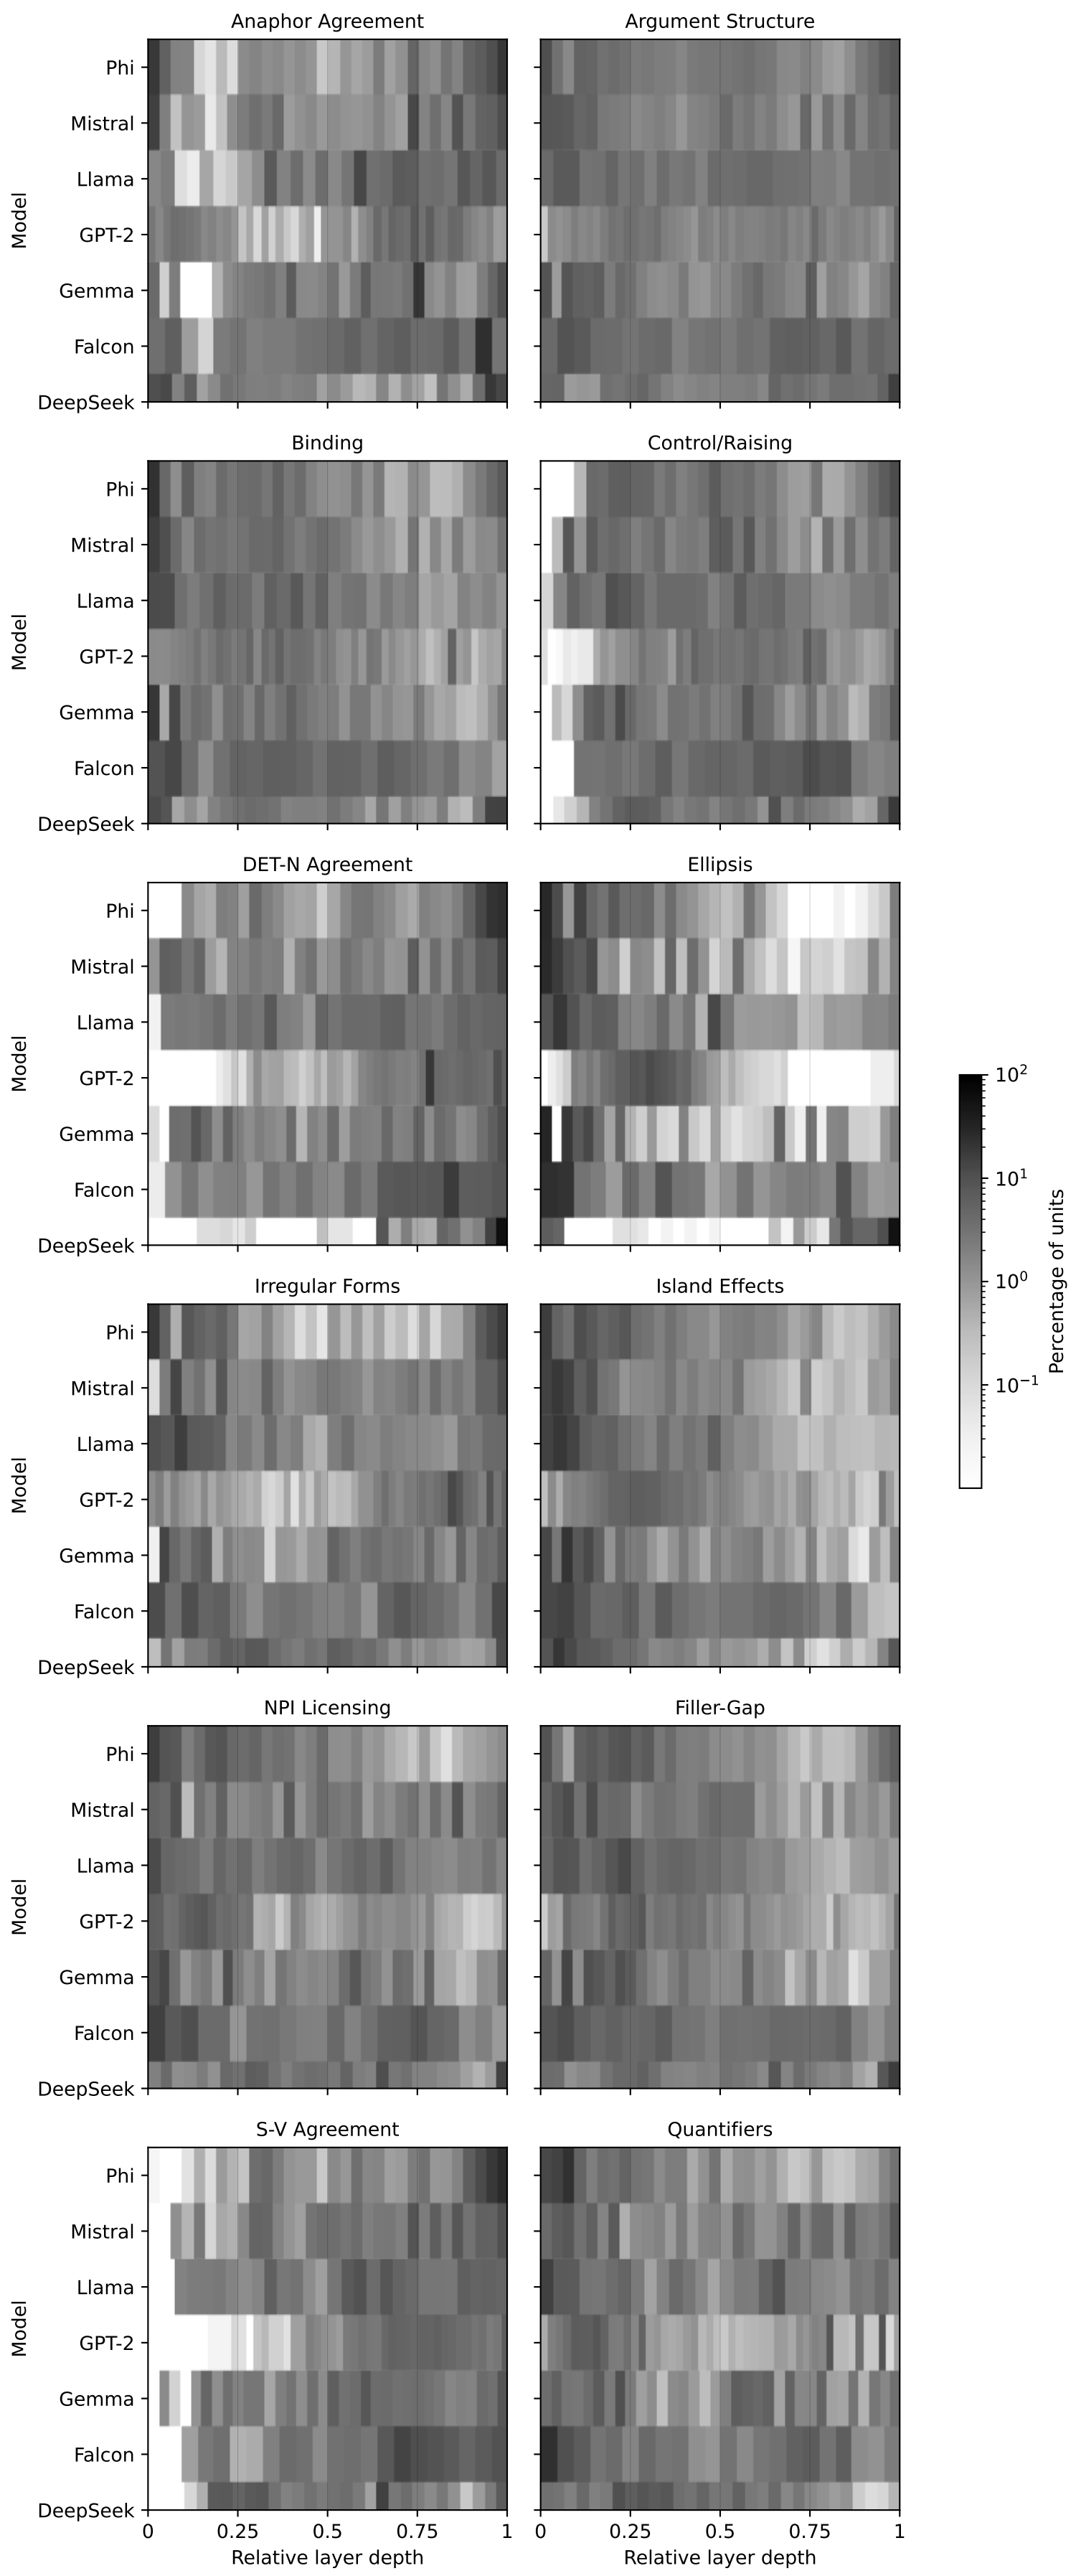 Anaphor Agreement
Argument Structure
Model
Phi
Mistral
Llama
GPT-2
Gemma
Falcon
DeepSeek
Binding
Control/Raising
Model
Phi
Mistral
Llama
GPT-2
Gemma
Falcon
DeepSeek
DET-N Agreement
Ellipsis
Model
Phi
Mistral
Llama
GPT-2
Gemma
Falcon
DeepSeek
10²
10¹
10⁰
10⁻¹
Percentage of units
Irregular Forms
Island Effects
Model
Phi
Mistral
Llama
GPT-2
Gemma
Falcon
DeepSeek
NPI Licensing
Filler-Gap
Model
Phi
Mistral
Llama
GPT-2
Gemma
Falcon
DeepSeek
S-V Agreement
Quantifiers
Model
Phi
Mistral
Llama
GPT-2
Gemma
Falcon
DeepSeek
0 0.25 0.5 0.75 1
Relative layer depth
0 0.25 0.5 0.75 1
Relative layer depth